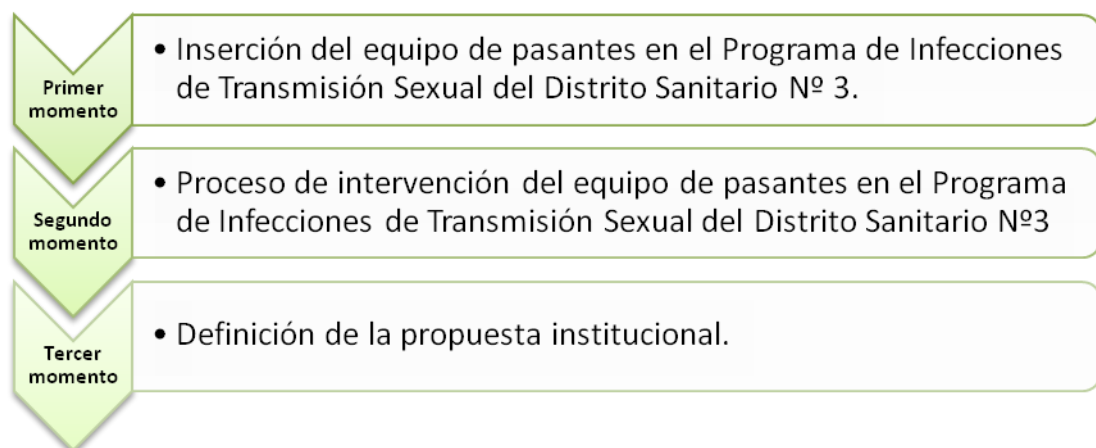 Primer
momento
• Inserción del equipo de pasantes en el Programa de Infecciones
de Transmisión Sexual del Distrito Sanitario Nº 3.
Segundo
momento
• Proceso de intervención del equipo de pasantes en el Programa
de Infecciones de Transmisión Sexual del Distrito Sanitario Nº3
Tercer
momento
• Definición de la propuesta institucional.